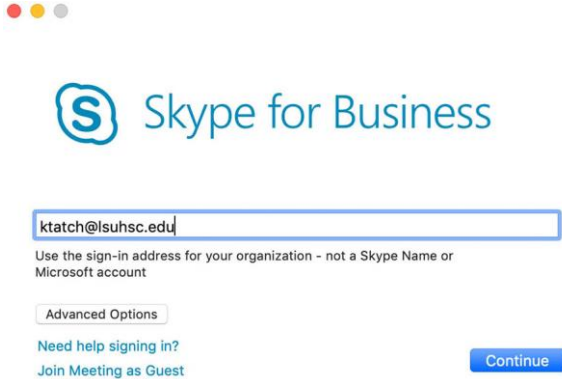 Skype for Business
ktatch@lsuhsc.edu
Use the sign-in address for your organization - not a Skype Name or
Microsoft account
Advanced Options
Need help signing in?
Join Meeting as Guest
Continue